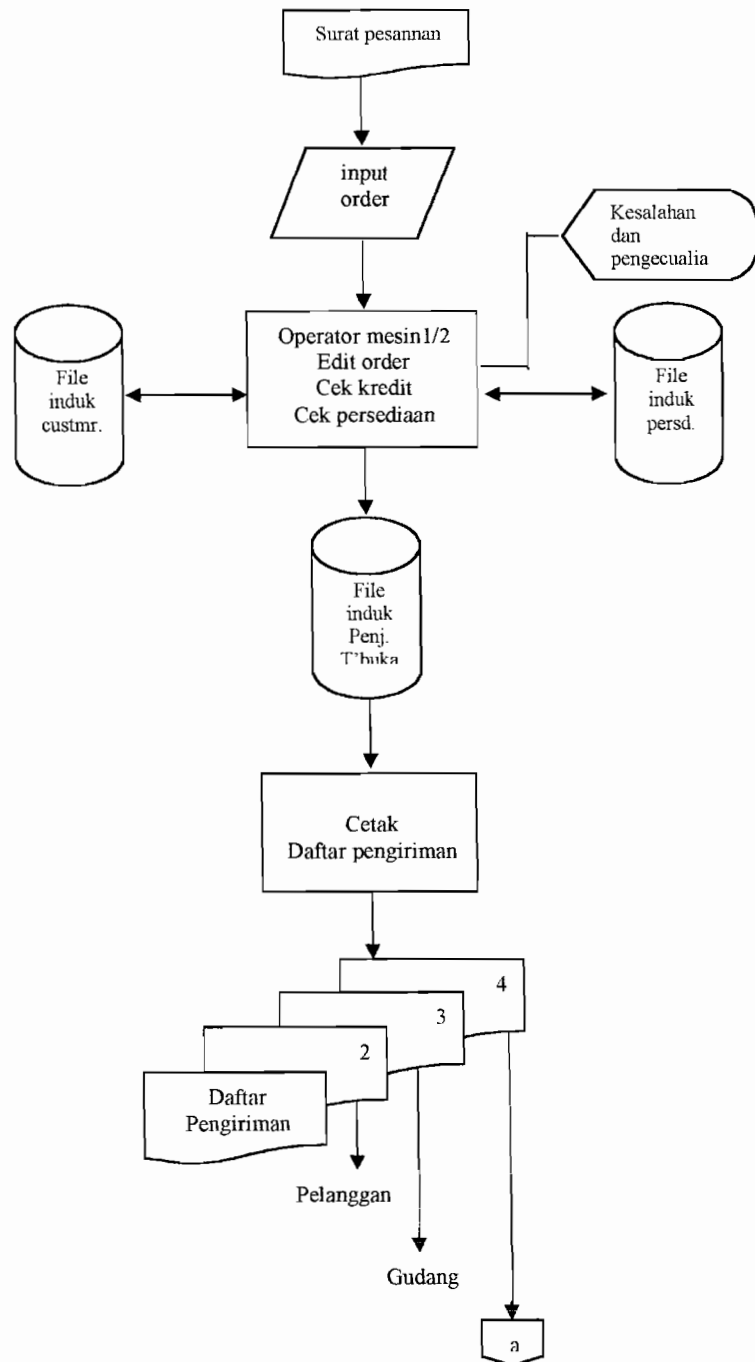 Surat pesannan
input
order
Kesalahan
dan
pengecualia
Operator mesin1/2
Edit order
Cek kredit
Cek persediaan
File
induk
custmr.
File
induk
persd.
File
induk
Penj.
T'buka
Cetak
Daftar pengiriman
4
3
2
Daftar
Pengiriman
Pelanggan
Gudang
a